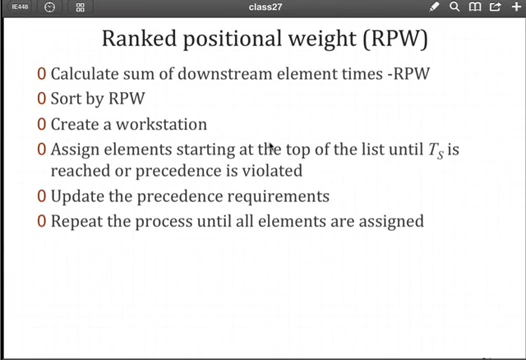 IE448
class27
Ranked positional weight (RPW)
0 Calculate sum of downstream element times -RPW
0 Sort by RPW
0 Create a workstation
0 Assign elements starting at the top of the list until TS is
reached or precedence is violated
0 Update the precedence requirements
0 Repeat the process until all elements are assigned